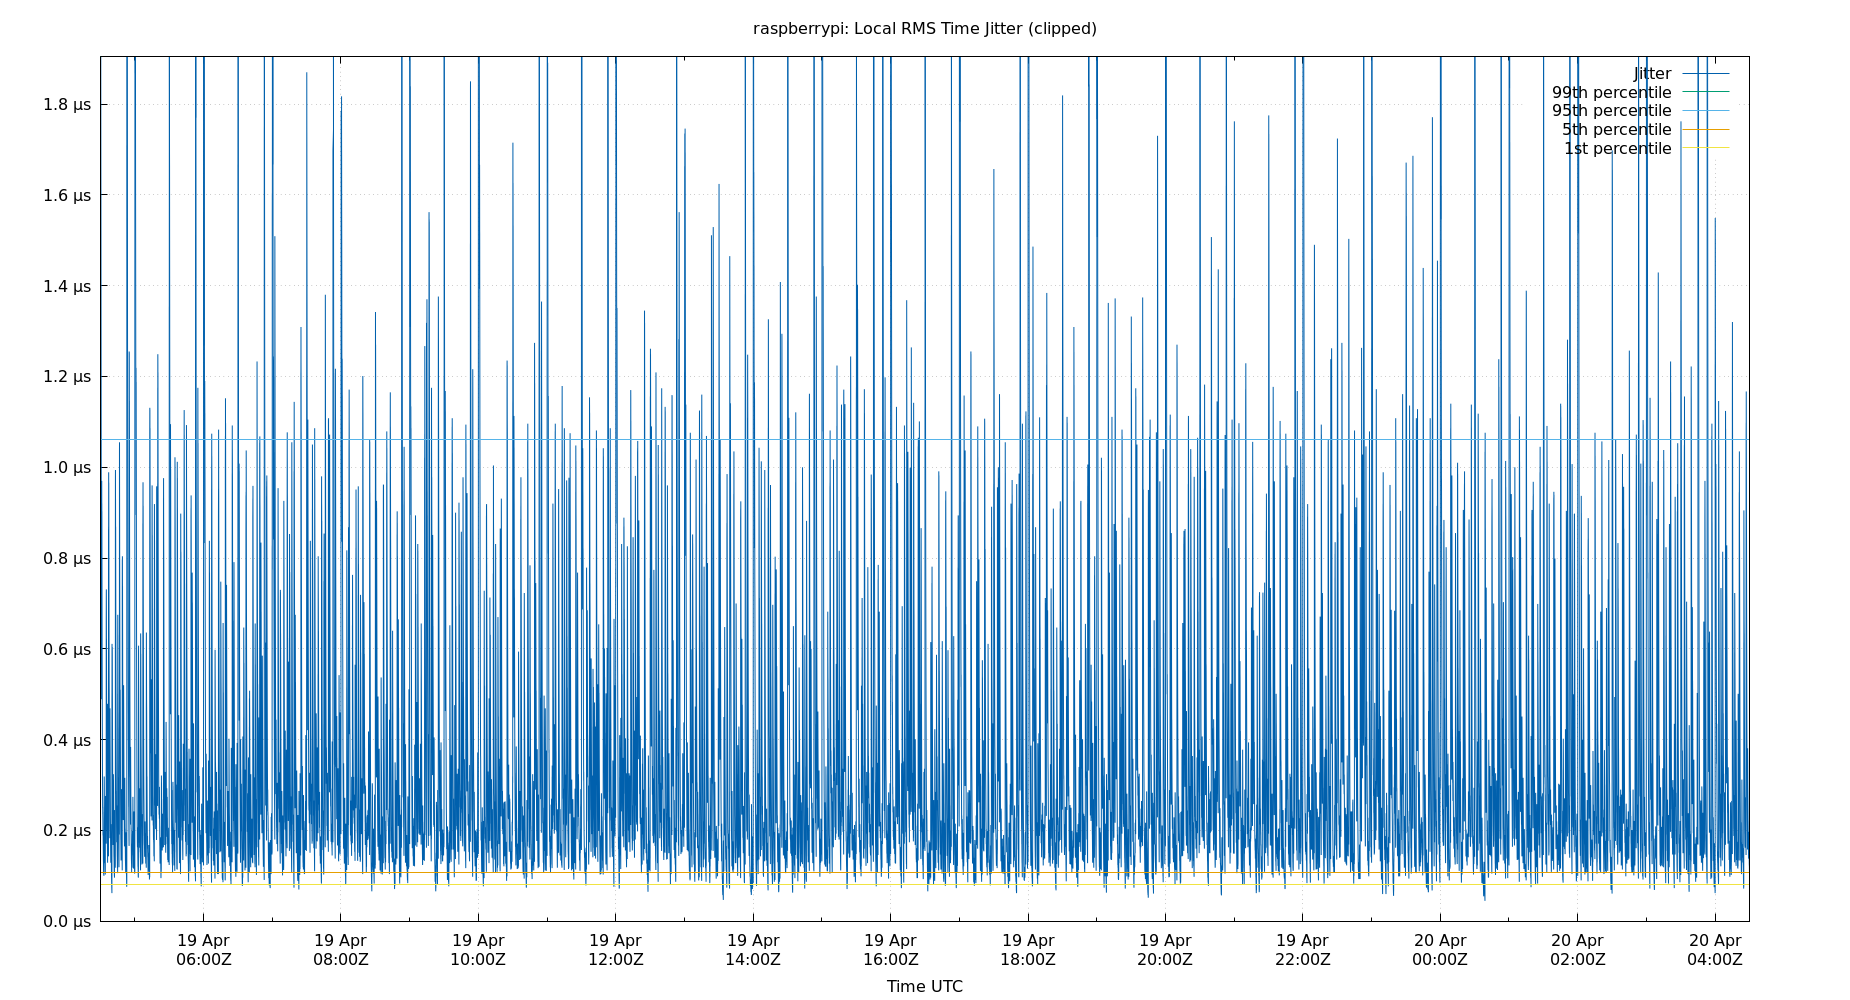 raspberrypi: Local RMS Time Jitter (clipped)
Jitter
99th percentile
95th percentile
5th percentile
1st percentile
1.8 µs
1.6 µs
1.4 µs
1.2 µs
1.0 µs
0.8 µs
0.6 µs
0.4 µs
0.2 µs
0.0 µs
19 Apr 19 Apr 19 Apr 19 Apr 19 Apr 19 Apr 19 Apr 19 Apr 19 Apr 20 Apr 20 Apr 20 Apr
06:00Z 08:00Z 10:00Z 12:00Z 14:00Z 16:00Z 18:00Z 20:00Z 22:00Z 00:00Z 02:00Z 04:00Z
Time UTC